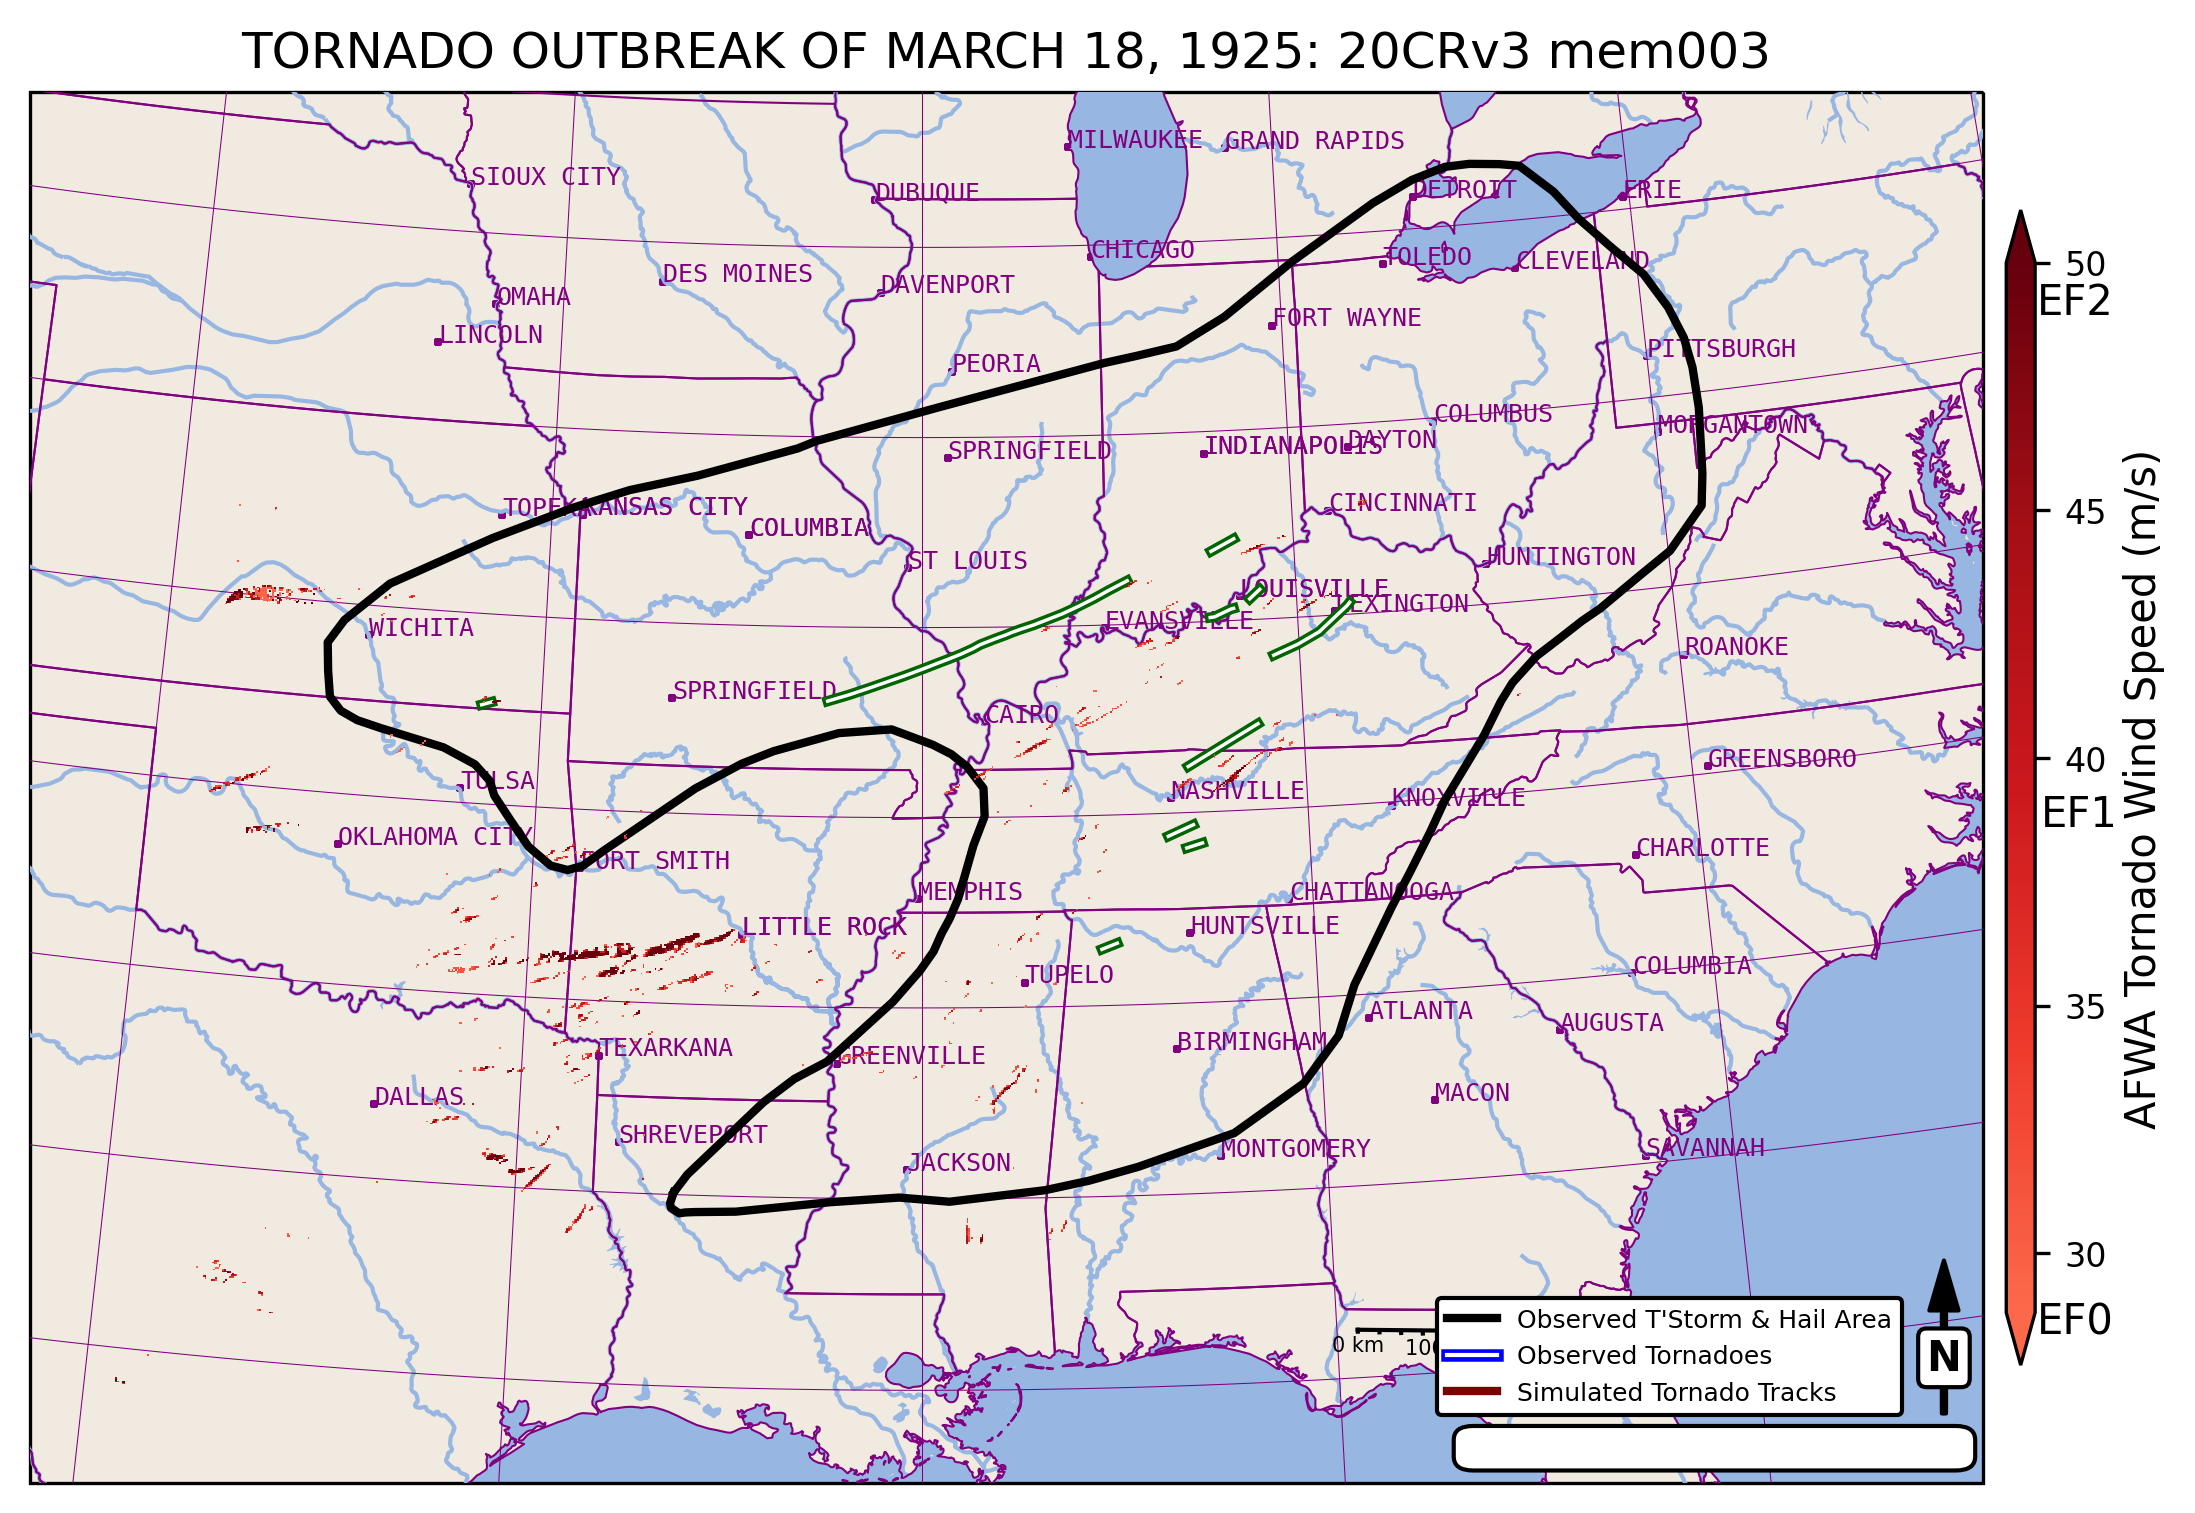 TORNADO OUTBREAK OF MARCH 18, 1925: 20CRv3 mem003
MILWAUKEE
GRAND RAPIDS
SIOUX CITY
DUBUQUE
DETROIT
ERIE
CHICAGO
TOLEDO
CLEVELAND
DES MOINES
DAVENPORT
OMAHA
LINCOLN
FORT WAYNE
PEORIA
PITTSBURGH
COLUMBUS
MORGANTOWN
SPRINGFIELD
INDIANAPOLIS
DAYTON
TOPEKA
KANSAS CITY
CINCINNATI
COLUMBIA
ST LOUIS
HUNTINGTON
LOUISVILLE
LEXINGTON
WICHITA
EVANSVILLE
ROANOKE
SPRINGFIELD
CAIRO
GREENSBORO
TULSA
NASHVILLE
KNOXVILLE
OKLAHOMA CITY
FORT SMITH
CHARLOTTE
MEMPHIS
CHATTANOOGA
LITTLE ROCK
HUNTSVILLE
TUPELO
COLUMBIA
ATLANTA
AUGUSTA
TEXARKANA
GREENVILLE
BIRMINGHAM
DALLAS
MACON
SHREVEPORT
JACKSON
MONTGOMERY
SAVANNAH
0 km
Observed T'Storm & Hail Area
Observed Tornadoes
Simulated Tornado Tracks
N
50
EF2
45
40
EF1
35
30
EF0
AFWA Tornado Wind Speed (m/s)